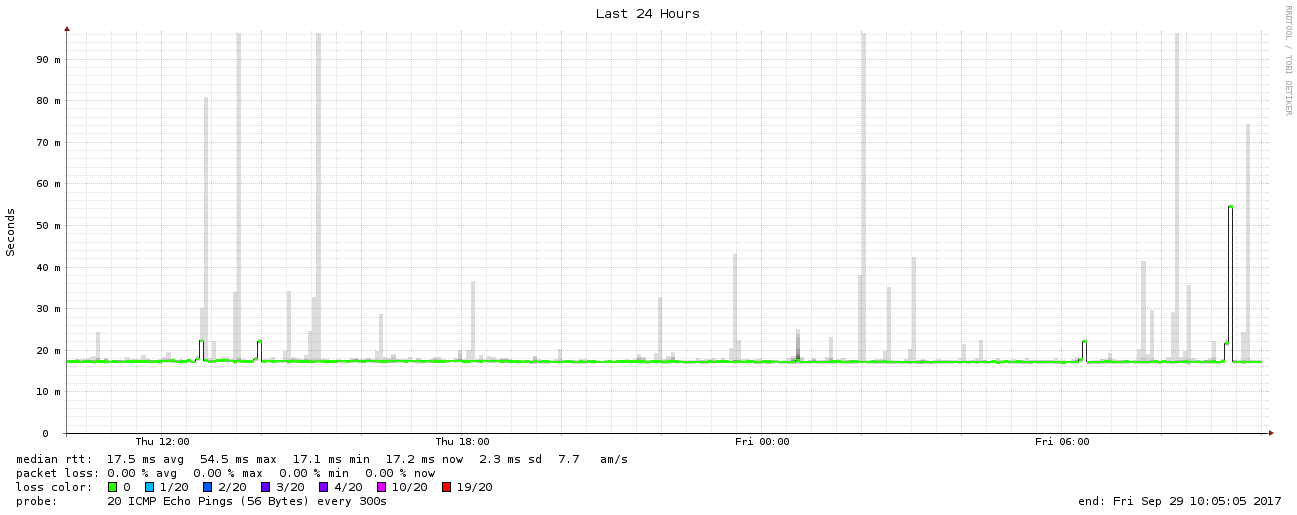 Last 24 Hours
RRDTOOL / TOBI OETIKER
Seconds
90 m
80 m
70 m
60 m
50 m
40 m
30 m
20 m
10 m
0
Thu 12:00 Thu 18:00 Fri 00:00 Fri 06:00
median rtt: 17.5 ms avg 54.5 ms max 17.1 ms min 17.2 ms now 2.3 ms sd 7.7 am/s
packet loss: 0.00 % avg 0.00 % max 0.00 % min 0.00 % now
loss color: 0 1/20 2/20 3/20 4/20 10/20 19/20
probe: 20 ICMP Echo Pings (56 Bytes) every 300s end: Fri Sep 29 10:05:05 2017